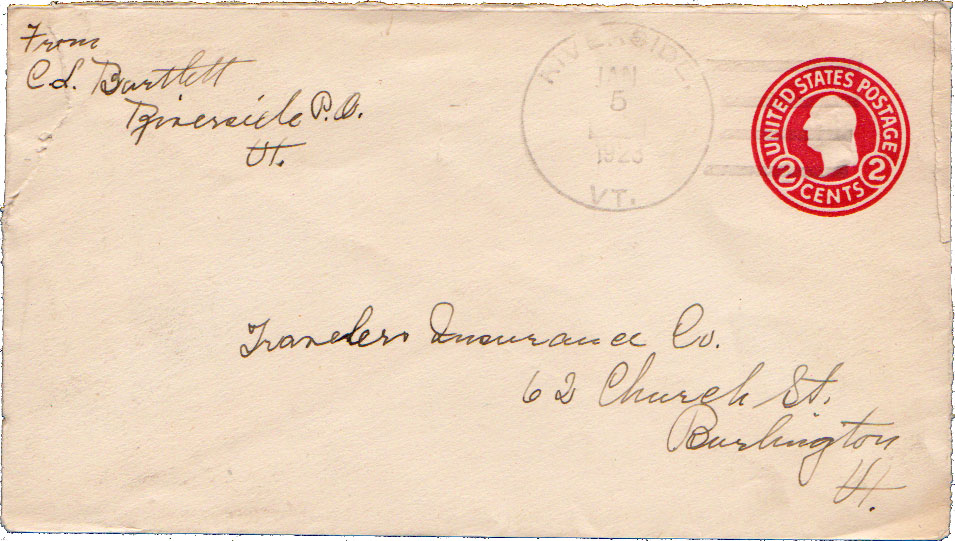 From
C.L. Bartlett
Riverside P.O.
Vt.
RIVERSIDE.
JAN
5
1926
VT.
UNITED STATES POSTAGE
2 CENTS 2
Travelers Insurance Co.
62 Church St.
Burlington
Vt.